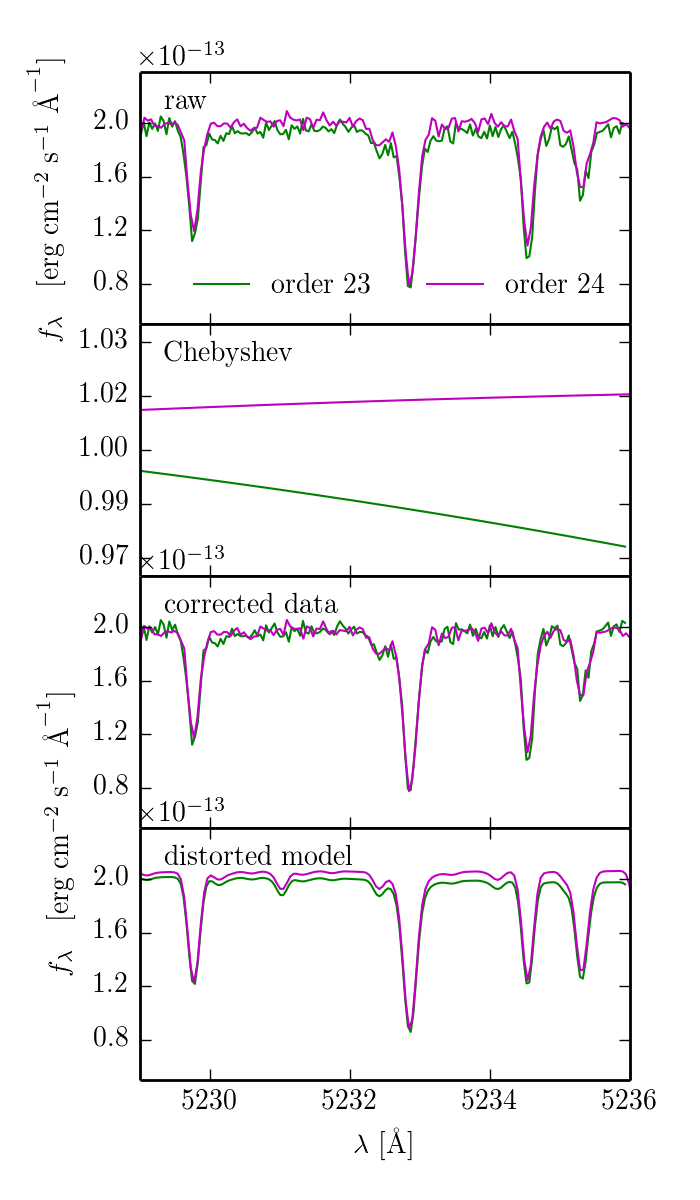 ×10⁻¹³
raw
2.0
1.6
1.2
0.8
f_λ [erg cm⁻² s⁻¹ Å⁻¹]
order 23 order 24
Chebyshev
1.03
1.02
1.00
0.99
0.97
×10⁻¹³
corrected data
2.0
1.6
1.2
0.8
f_λ [erg cm⁻² s⁻¹ Å⁻¹]
×10⁻¹³
distorted model
2.0
1.6
1.2
0.8
5230 5232 5234 5236
λ [Å]